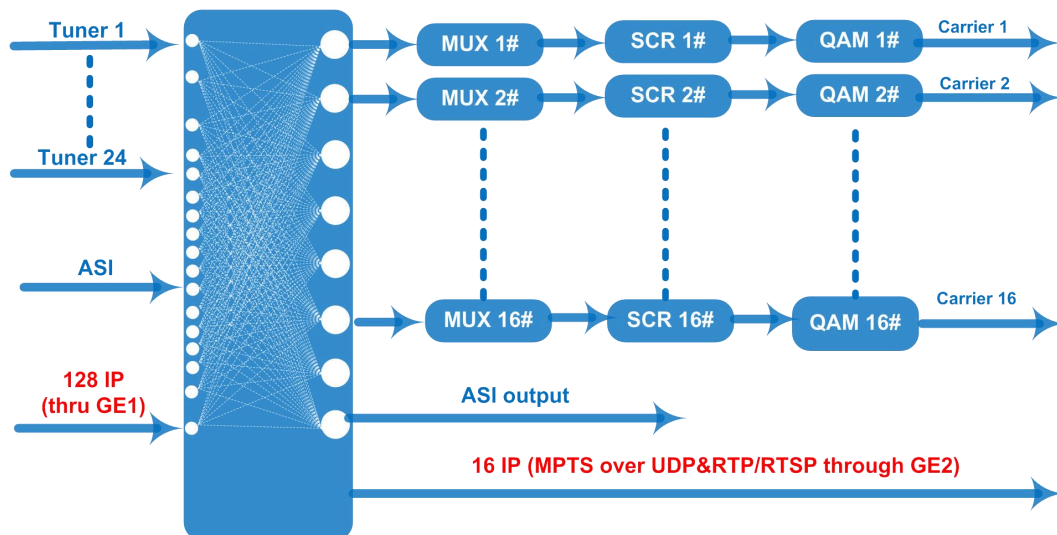 Tuner 1
MUX 1#
SCR 1#
QAM 1#
Carrier 1
MUX 2#
SCR 2#
QAM 2#
Carrier 2
Tuner 24
ASI
MUX 16#
SCR 16#
QAM 16#
Carrier 16
128 IP
(thru GE1)
ASI output
16 IP (MPTS over UDP&RTP/RTSP through GE2)